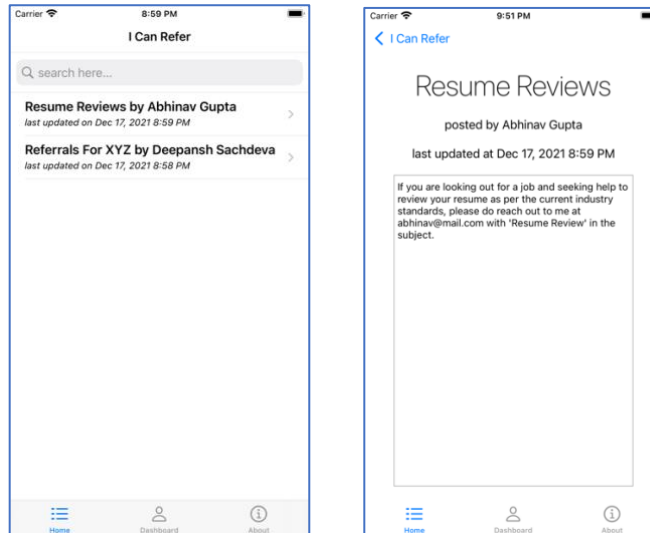 Carrier 8:59 PM
I Can Refer
search here...
Resume Reviews by Abhinav Gupta
last updated on Dec 17, 2021 8:59 PM
Referrals For XYZ by Deepansh Sachdeva
last updated on Dec 17, 2021 8:58 PM
Home Dashboard About
Carrier 9:51 PM
I Can Refer
Resume Reviews
posted by Abhinav Gupta
last updated at Dec 17, 2021 8:59 PM
If you are looking out for a job and seeking help to
review your resume as per the current industry
standards, please do reach out to me at
abhinav@mail.com with 'Resume Review' in the
subject.
Home Dashboard About